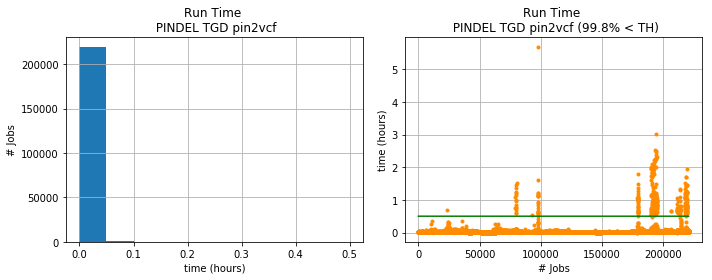 Run Time
PINDEL TGD pin2vcf
# Jobs
200000
150000
100000
50000
0
0.0 0.1 0.2 0.3 0.4 0.5
time (hours)
Run Time
PINDEL TGD pin2vcf (99.8% < TH)
time (hours)
5
4
3
2
1
0
0 50000 100000 150000 200000
# Jobs